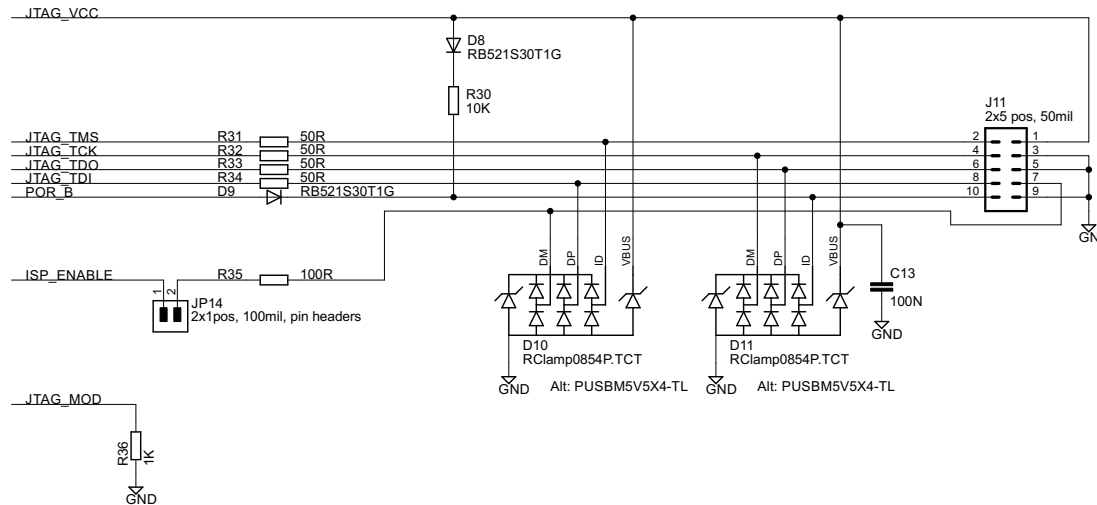 JTAG_VCC
D8
RB521S30T1G
R30
10K
J11
2x5 pos, 50mil
JTAG_TMS R31 50R 2 1
JTAG_TCK R32 50R 4 3
JTAG_TDO R33 50R 6 5
JTAG_TDI R34 50R 8 7
POR_B D9 RB521S30T1G 10 9
GN
DM DP ID VBUS DM DP ID VBUS
ISP_ENABLE R35 100R
C13
100N
GND
1 2
JP14
2x1pos, 100mil, pin headers
D10
RClamp0854P.TCT
D11
RClamp0854P.TCT
GND Alt: PUSBM5V5X4-TL
GND Alt: PUSBM5V5X4-TL
JTAG_MOD
R36
1K
GND